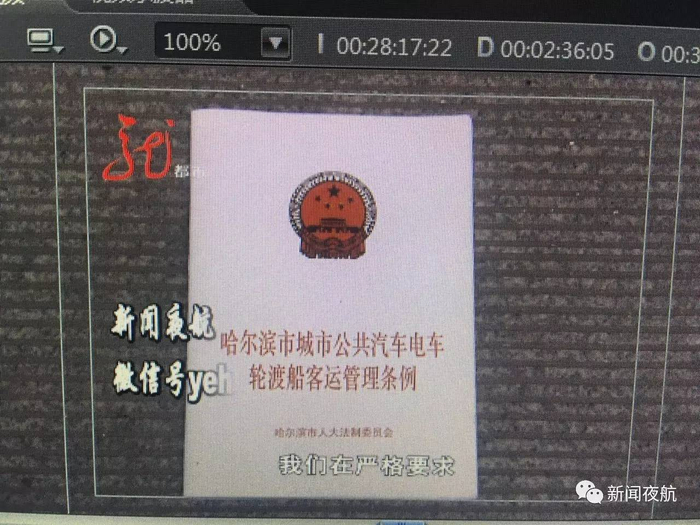 100%
I 00:28:17:22
D 00:02:36:05
O 00:3
龙
都市
新闻夜航
微信号yeh
哈尔滨市城市公共汽车电车
轮渡船客运管理条例
哈尔滨市人大法制委员会
我们在严格要求
新闻夜航